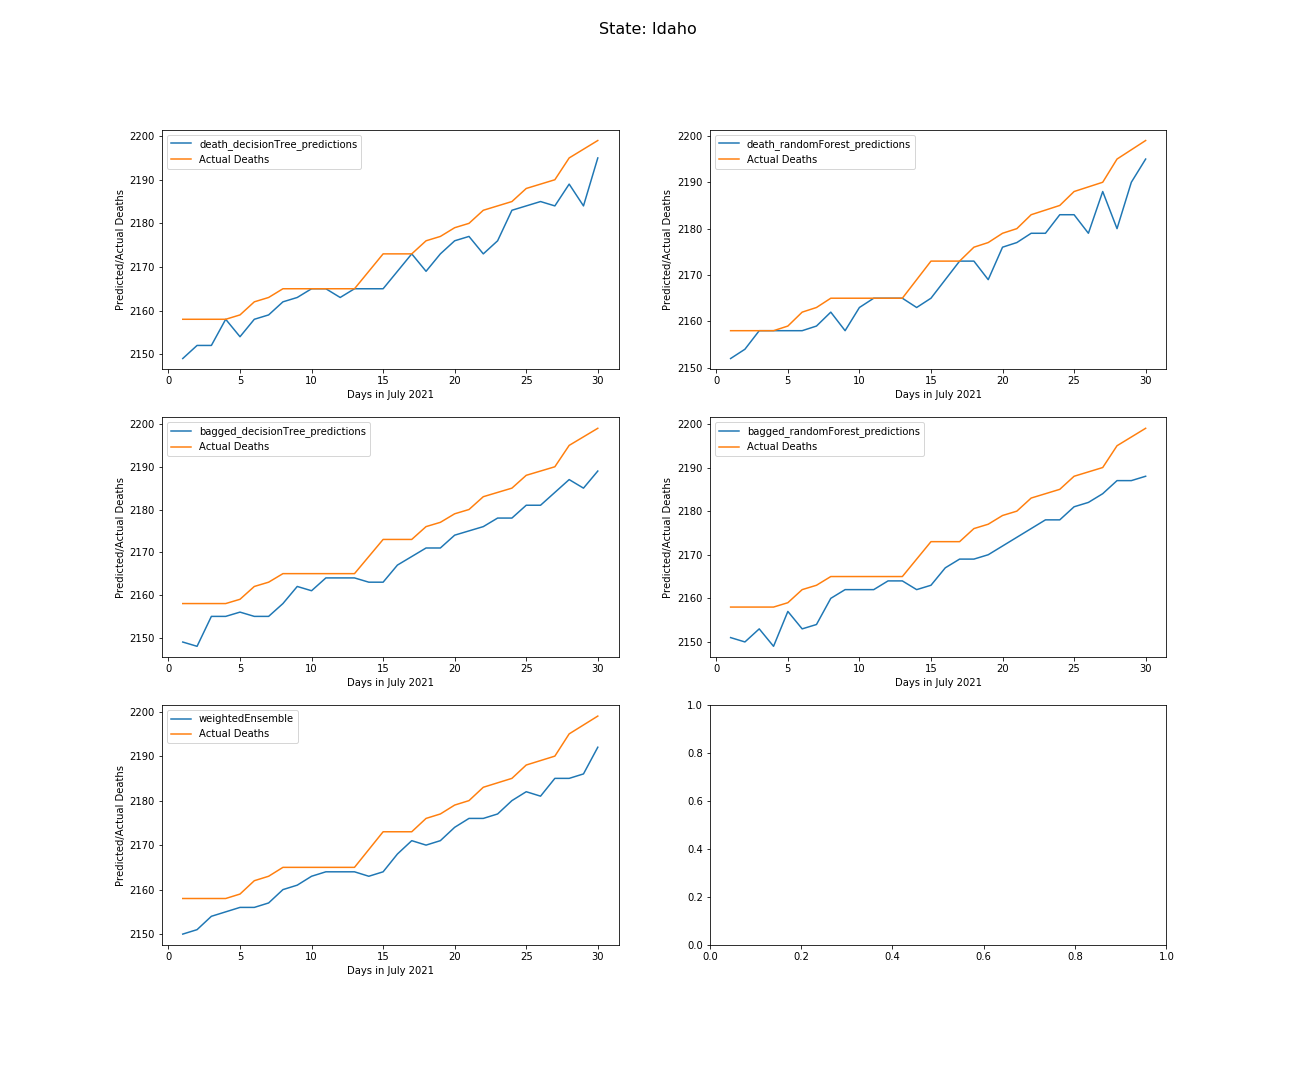 State: Idaho
death_decisionTree_predictions
Actual Deaths
Predicted/Actual Deaths
2200
2190
2180
2170
2160
2150
0 5 10 15 20 25 30
Days in July 2021
death_randomForest_predictions
Actual Deaths
Predicted/Actual Deaths
2200
2190
2180
2170
2160
2150
0 5 10 15 20 25 30
Days in July 2021
bagged_decisionTree_predictions
Actual Deaths
Predicted/Actual Deaths
2200
2190
2180
2170
2160
2150
0 5 10 15 20 25 30
Days in July 2021
bagged_randomForest_predictions
Actual Deaths
Predicted/Actual Deaths
2200
2190
2180
2170
2160
2150
0 5 10 15 20 25 30
Days in July 2021
weightedEnsemble
Actual Deaths
Predicted/Actual Deaths
2200
2190
2180
2170
2160
2150
0 5 10 15 20 25 30
Days in July 2021
1.0
0.8
0.6
0.4
0.2
0.0
0.0 0.2 0.4 0.6 0.8 1.0